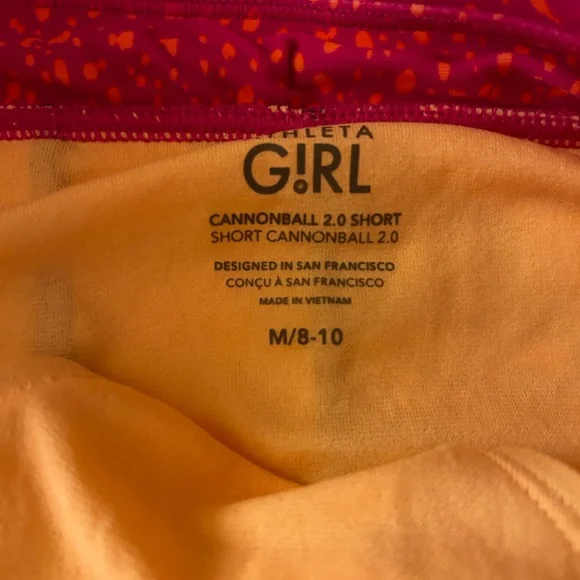 ATHLETA
G!RL
CANNONBALL 2.0 SHORT
SHORT CANNONBALL 2.0
DESIGNED IN SAN FRANCISCO
CONÇU À SAN FRANCISCO
MADE IN VIETNAM
M/8-10